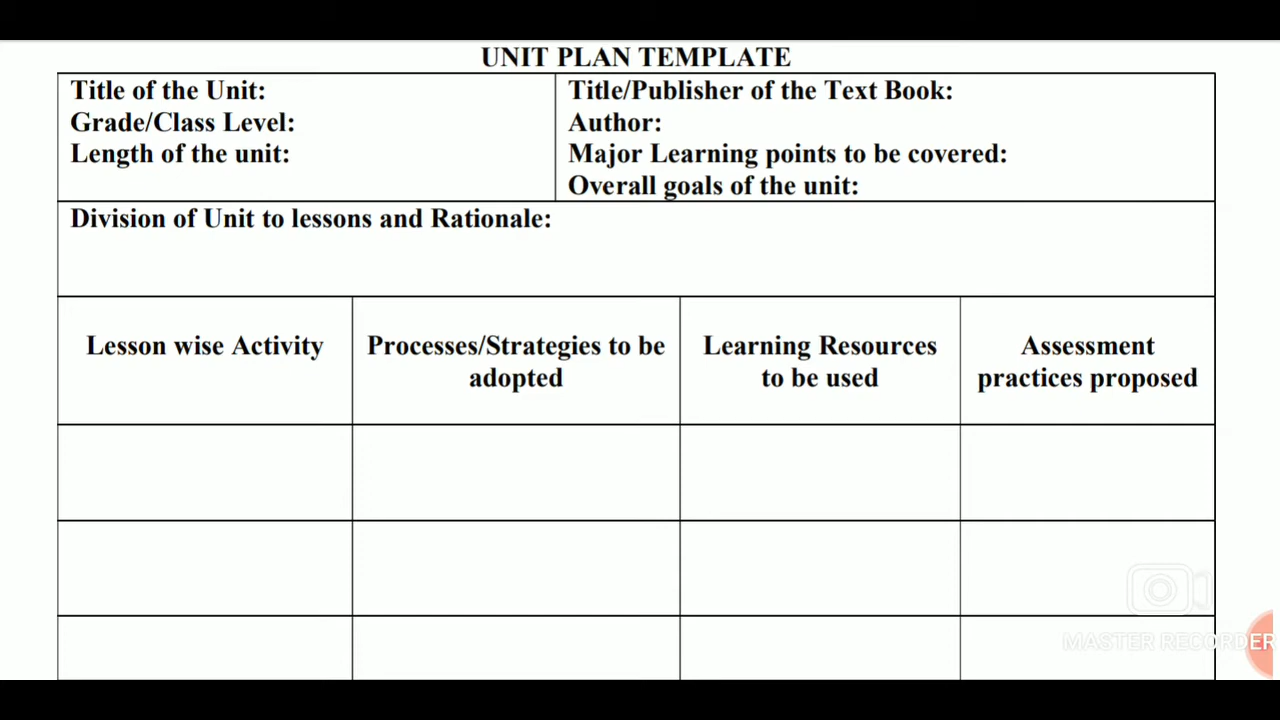 UNIT PLAN TEMPLATE
Title of the Unit:
Grade/Class Level:
Length of the unit:
Title/Publisher of the Text Book:
Author:
Major Learning points to be covered:
Overall goals of the unit:
Division of Unit to lessons and Rationale:
Lesson wise Activity
Processes/Strategies to be
adopted
Learning Resources
to be used
Assessment
practices proposed
MASTER RECORDER